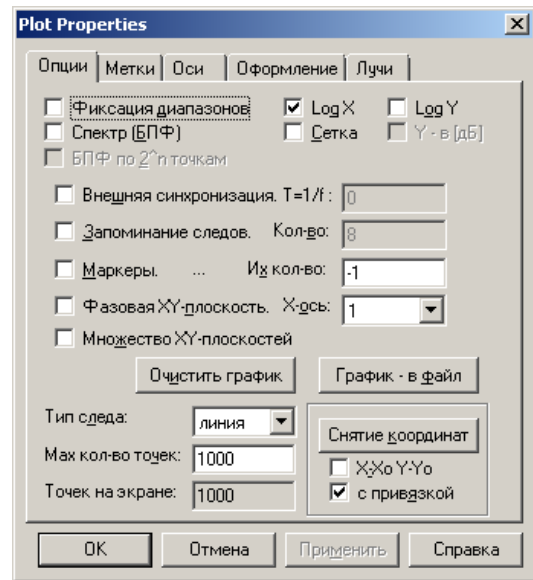 Plot Properties
Опции Метки Оси Оформление Лучи
Фиксация диапазонов Log X Log Y
Спектр (БПФ) Сетка Y - в [дБ]
БПФ по 2^n точкам
Внешняя синхронизация. T=1/f : 0
Запоминание следов. Кол-во: 8
Маркеры. ... Их кол-во: -1
Фазовая XY-плоскость. X-ось: 1
Множество XY-плоскостей
Очистить график График - в файл
Тип следа: линия
Снятие координат
Max кол-во точек: 1000
X-Xo Y-Yo
Точек на экране: 1000
с привязкой
OK Отмена Применить Справка